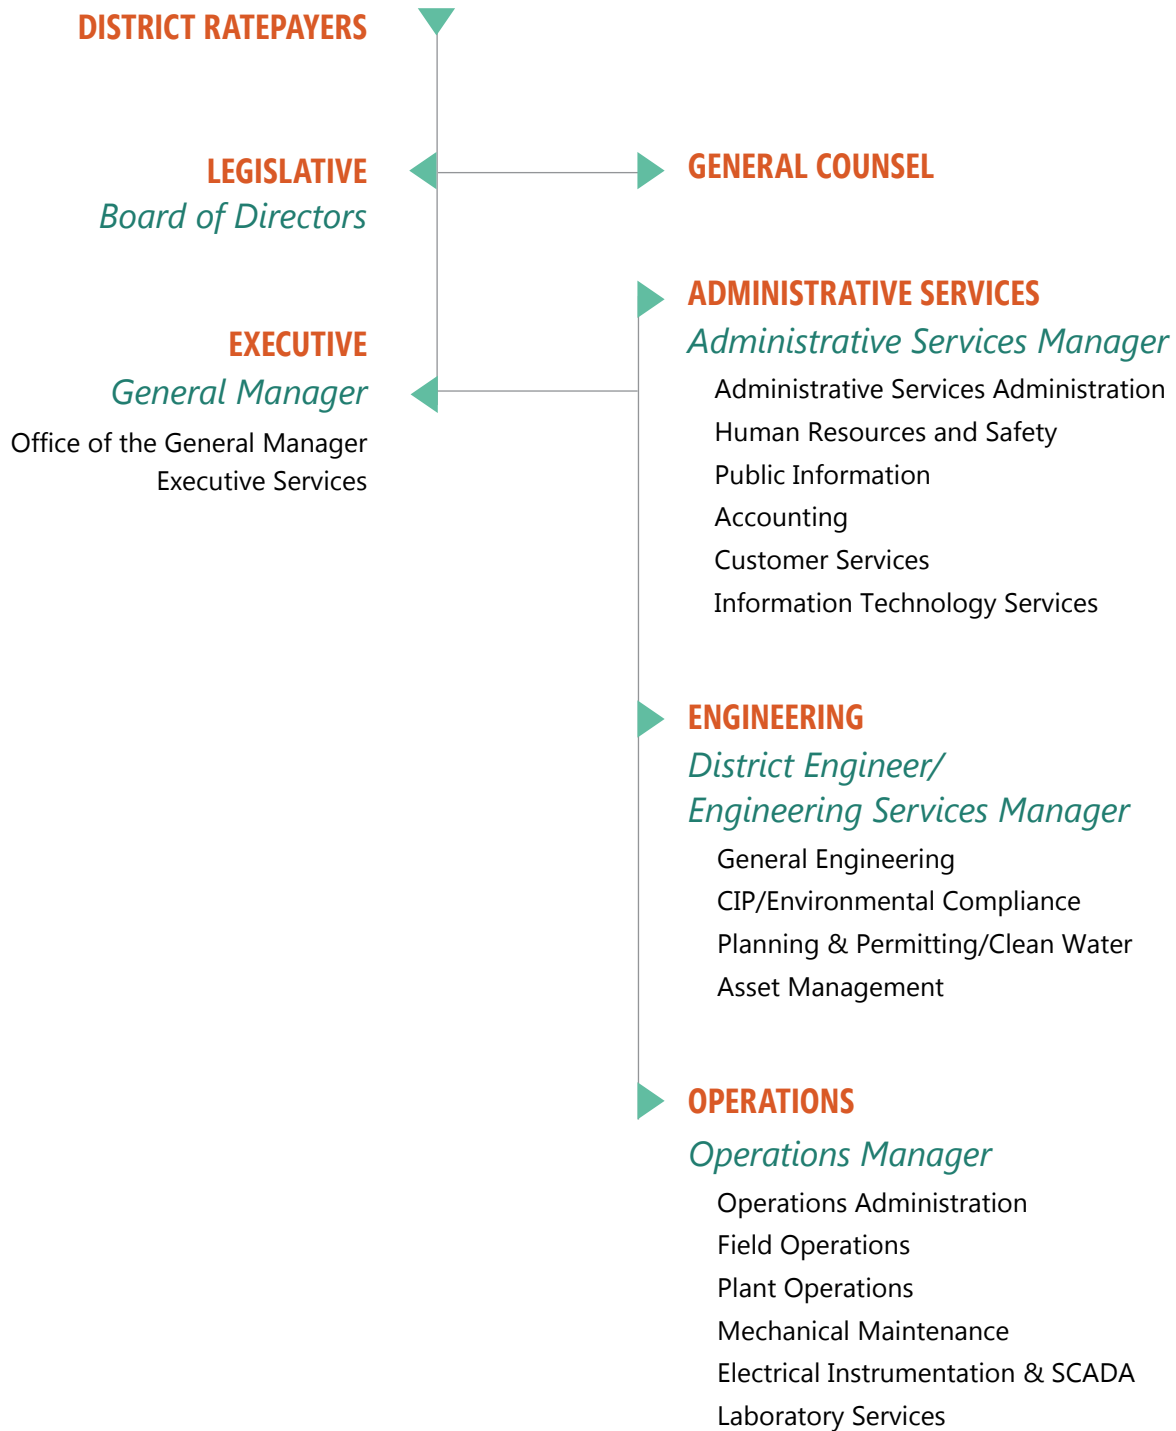 DISTRICT RATEPAYERS
LEGISLATIVE
Board of Directors
GENERAL COUNSEL
EXECUTIVE
General Manager
Office of the General Manager
Executive Services
ADMINISTRATIVE SERVICES
Administrative Services Manager
Administrative Services Administration
Human Resources and Safety
Public Information
Accounting
Customer Services
Information Technology Services
ENGINEERING
District Engineer/
Engineering Services Manager
General Engineering
CIP/Environmental Compliance
Planning & Permitting/Clean Water
Asset Management
OPERATIONS
Operations Manager
Operations Administration
Field Operations
Plant Operations
Mechanical Maintenance
Electrical Instrumentation & SCADA
Laboratory Services